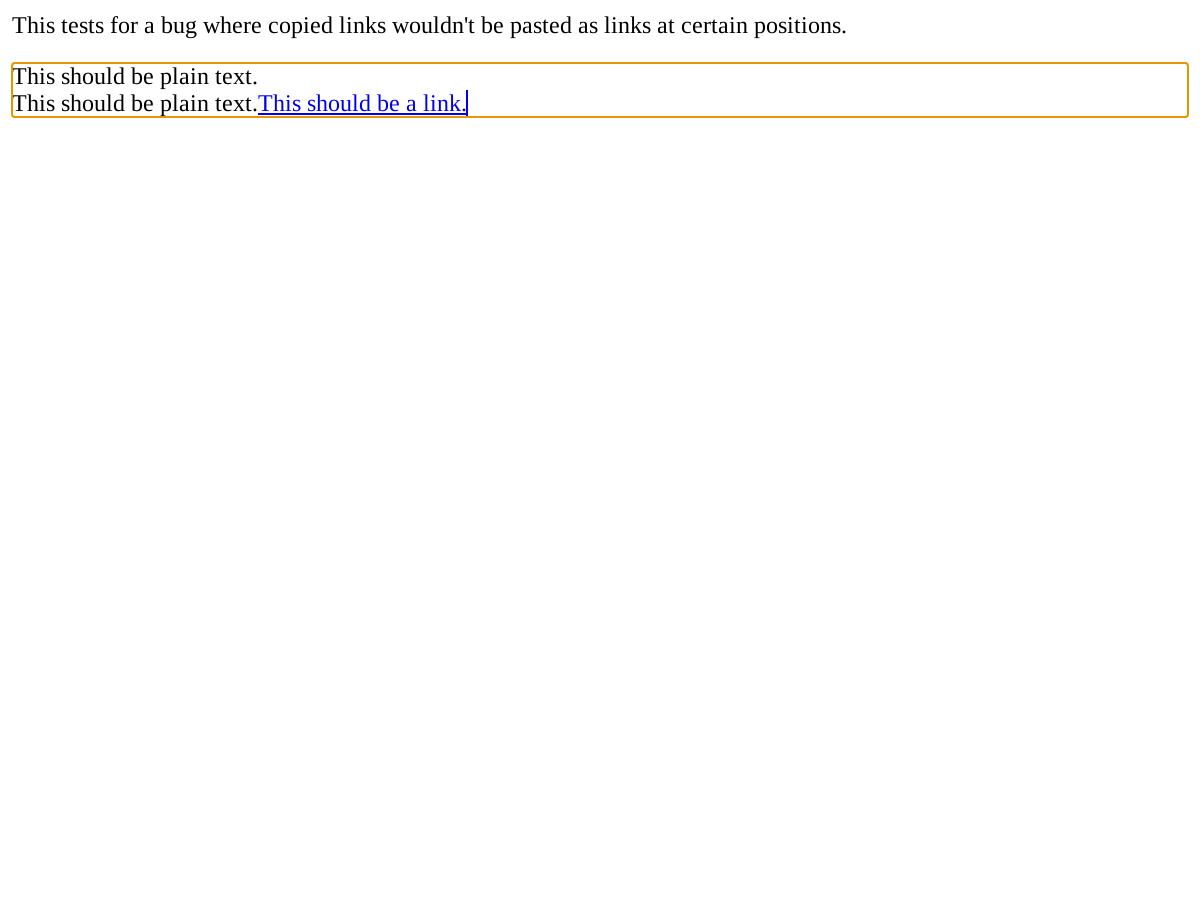 This tests for a bug where copied links wouldn't be pasted as links at certain positions.
This should be plain text.
This should be plain text.This should be a link.